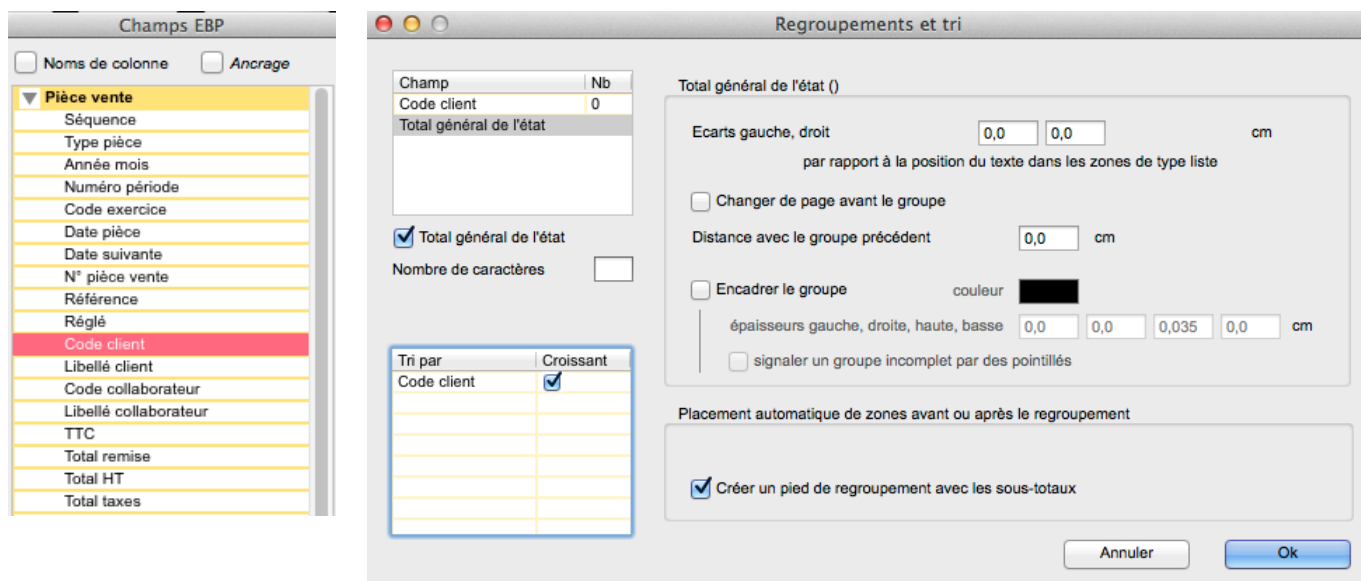 Champs EBP
Noms de colonne Ancrage
Pièce vente
Séquence
Type pièce
Année mois
Numéro période
Code exercice
Date pièce
Date suivante
N° pièce vente
Référence
Réglé
Code client
Libellé client
Code collaborateur
Libellé collaborateur
TTC
Total remise
Total HT
Total taxes
Regroupements et tri
Champ Nb
Code client 0
Total général de l'état
Total général de l'état
Nombre de caractères
Tri par Croissant
Code client
Total général de l'état ()
Ecarts gauche, droit 0,0 0,0 cm
par rapport à la position du texte dans les zones de type liste
Changer de page avant le groupe
Distance avec le groupe précédent 0,0 cm
Encadrer le groupe couleur
épaisseurs gauche, droite, haute, basse 0,0 0,0 0,035 0,0 cm
signaler un groupe incomplet par des pointillés
Placement automatique de zones avant ou après le regroupement
Créer un pied de regroupement avec les sous-totaux
Annuler Ok